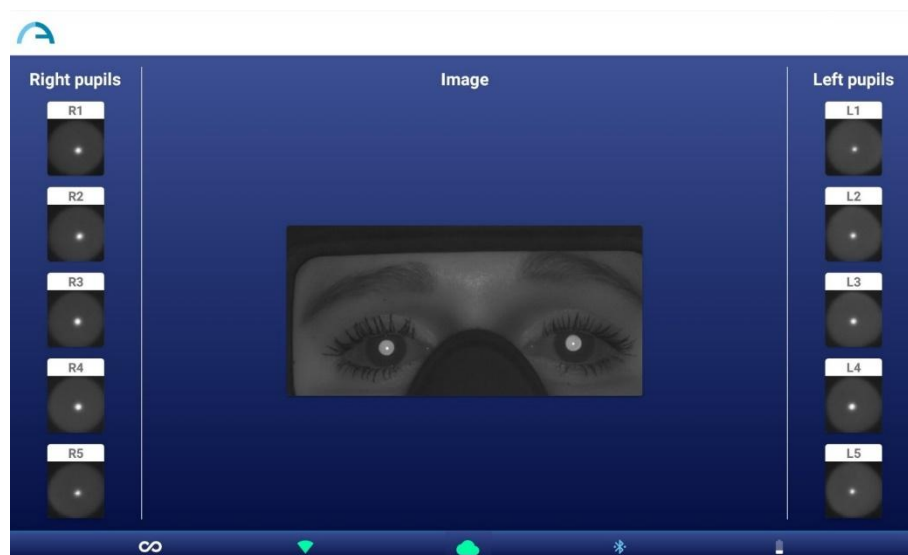 Right pupils
R1
R2
R3
R4
R5
Image
Left pupils
L1
L2
L3
L4
L5